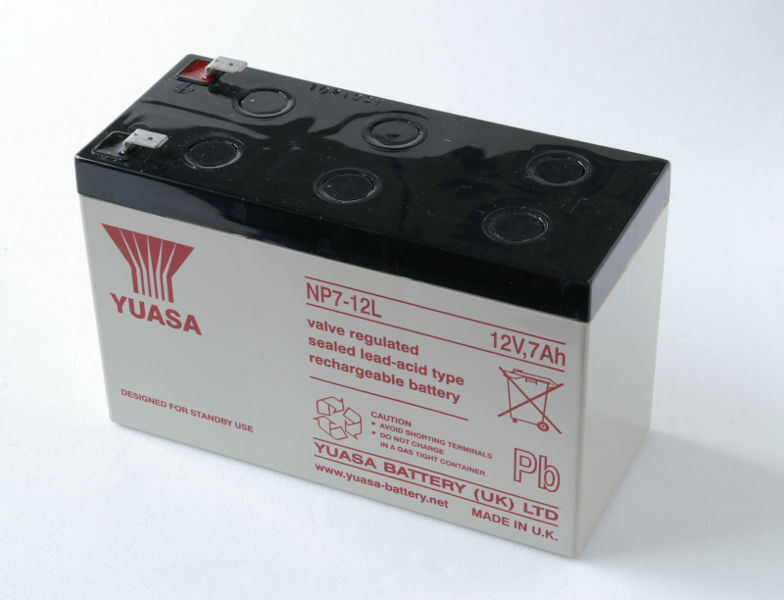 YUASA
DESIGNED FOR STANDBY USE
NP7-12L
12V,7Ah
valve regulated
sealed lead-acid type
rechargeable battery
CAUTION
• AVOID SHORTING TERMINALS
• DO NOT CHARGE
IN A GAS TIGHT CONTAINER
Pb
YUASA BATTERY (UK) LTD
www.yuasa-battery.net
MADE IN U.K.